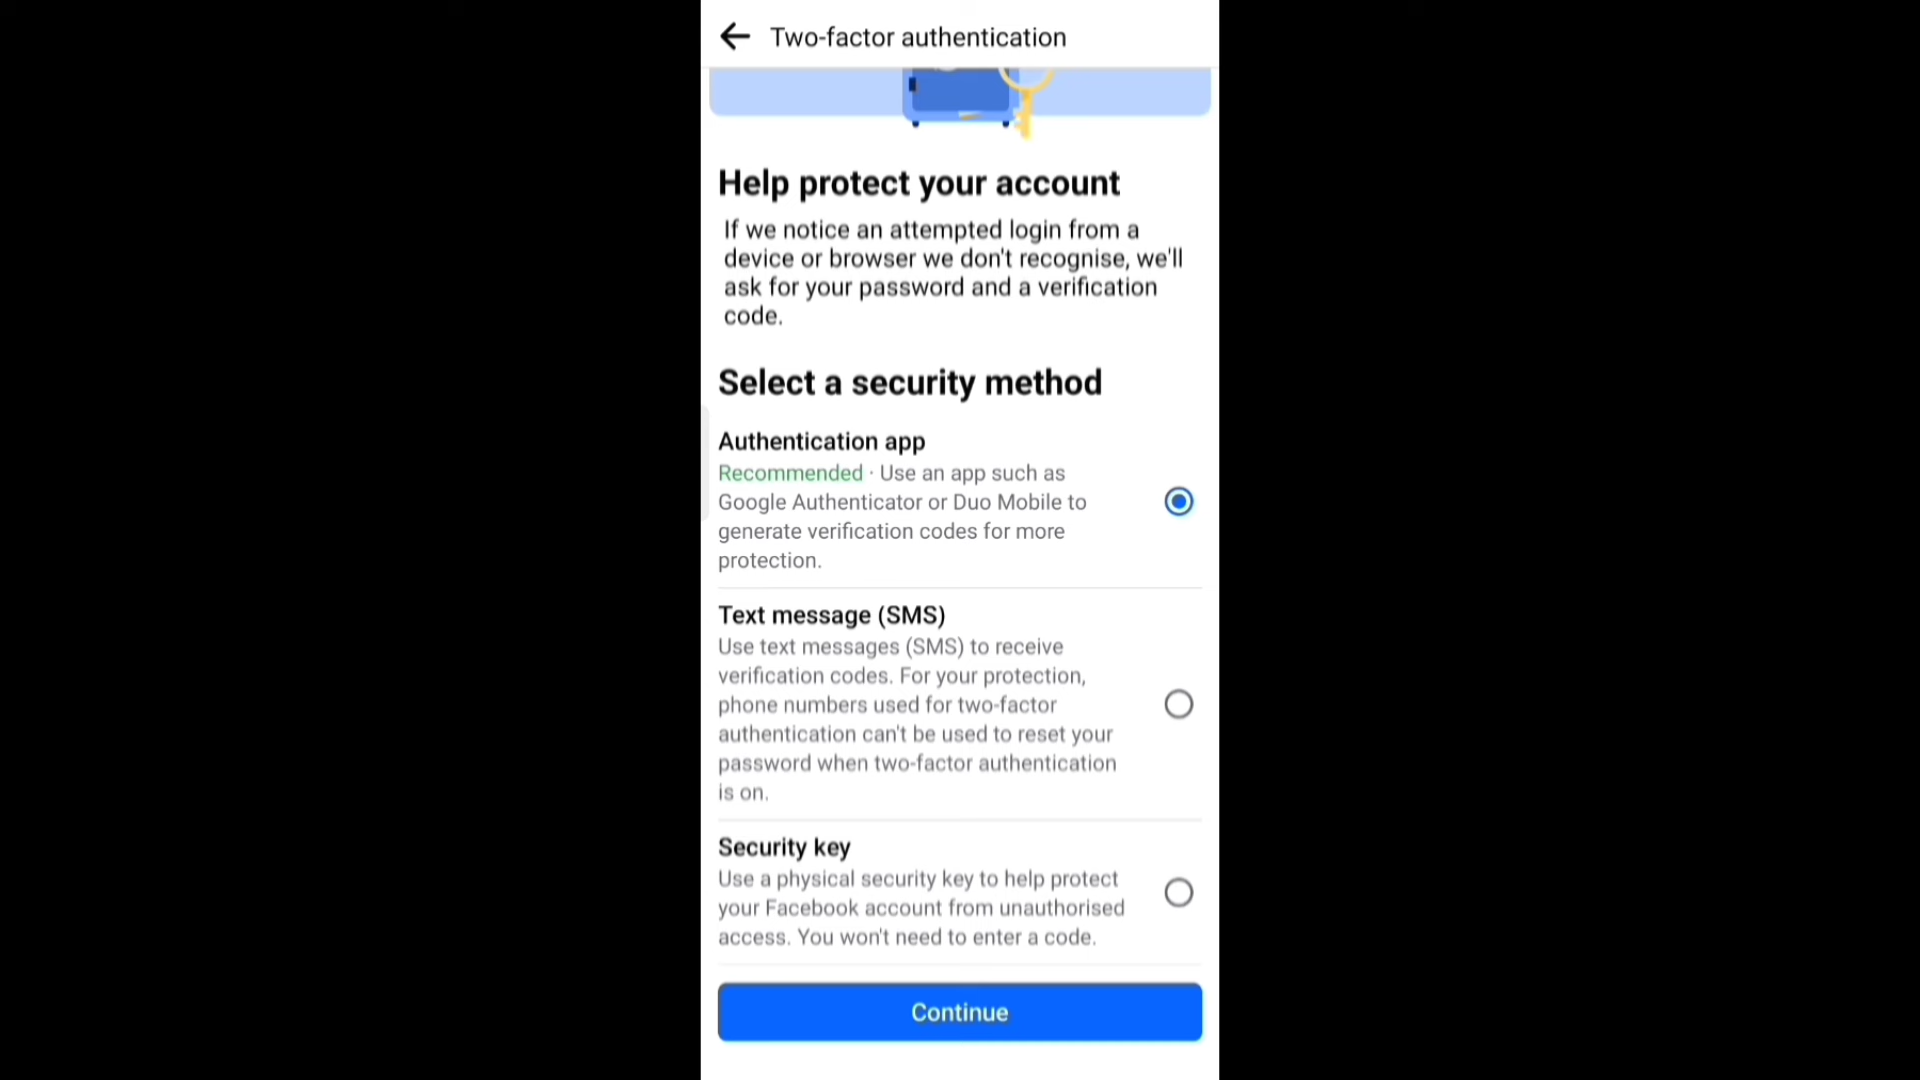 Two-factor authentication
Help protect your account
If we notice an attempted login from a
device or browser we don't recognise, we'll
ask for your password and a verification
code.
Select a security method
Authentication app
Recommended · Use an app such as
Google Authenticator or Duo Mobile to
generate verification codes for more
protection.
Text message (SMS)
Use text messages (SMS) to receive
verification codes. For your protection,
phone numbers used for two-factor
authentication can't be used to reset your
password when two-factor authentication
is on.
Security key
Use a physical security key to help protect
your Facebook account from unauthorised
access. You won't need to enter a code.
Continue